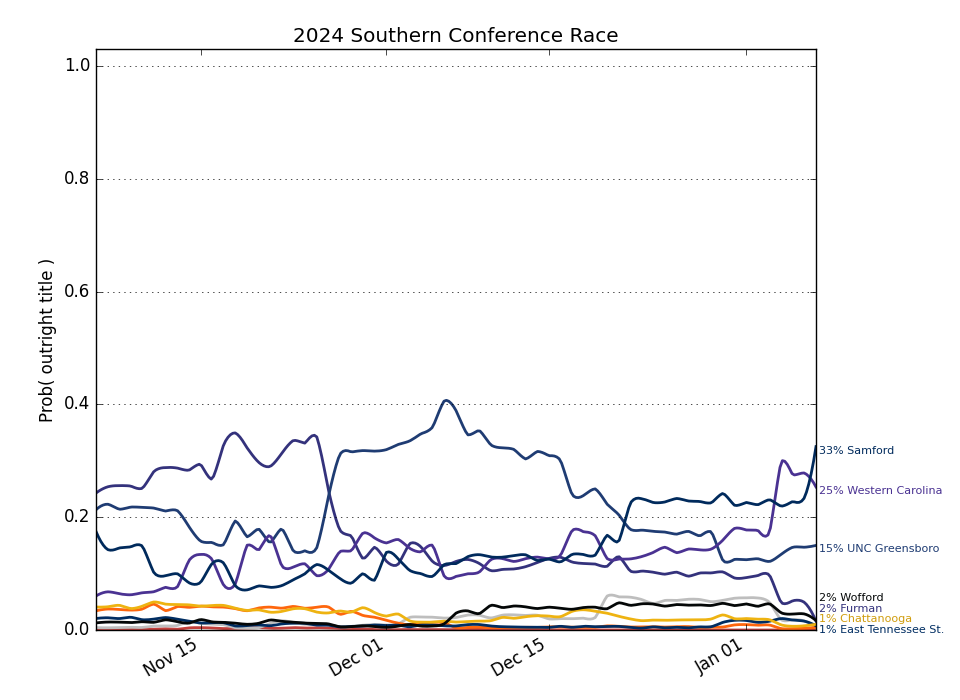 2024 Southern Conference Race
Prob( outright title )
1.0
0.8
0.6
0.4
0.2
0.0
Nov 15
Dec 01
Dec 15
Jan 01
33% Samford
25% Western Carolina
15% UNC Greensboro
2% Wofford
2% Furman
1% Chattanooga
1% East Tennessee St.